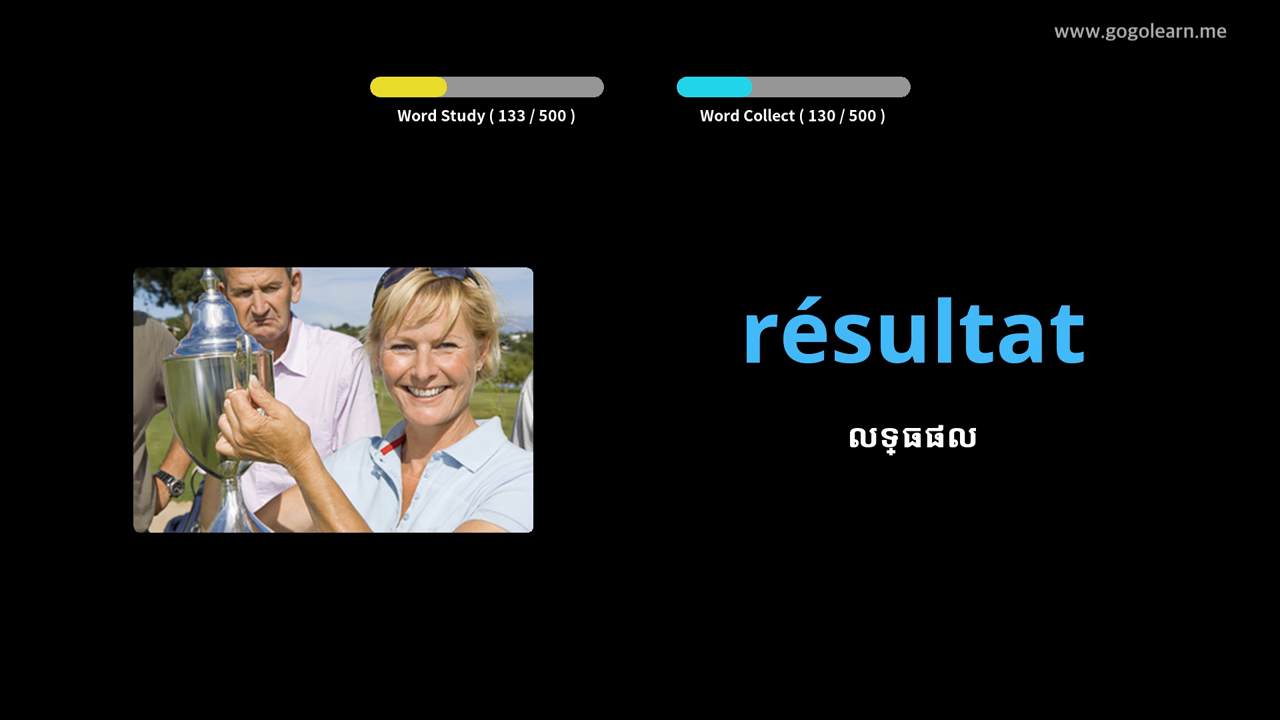 www.gogolearn.me
Word Study ( 133 / 500 )
Word Collect ( 130 / 500 )
résultat
លទ្ធផល